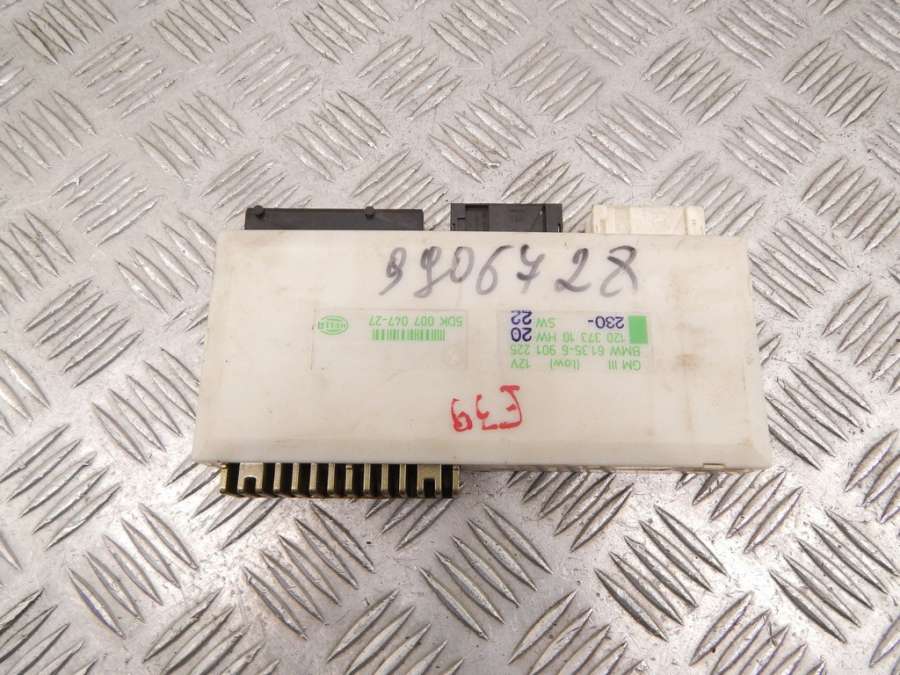 9906728
HELLA
5DK 007 047-27
GM III (low) 12V
BMW 61.35-6 901 225
120 373 10 HW 20
SW 22
230-
E39